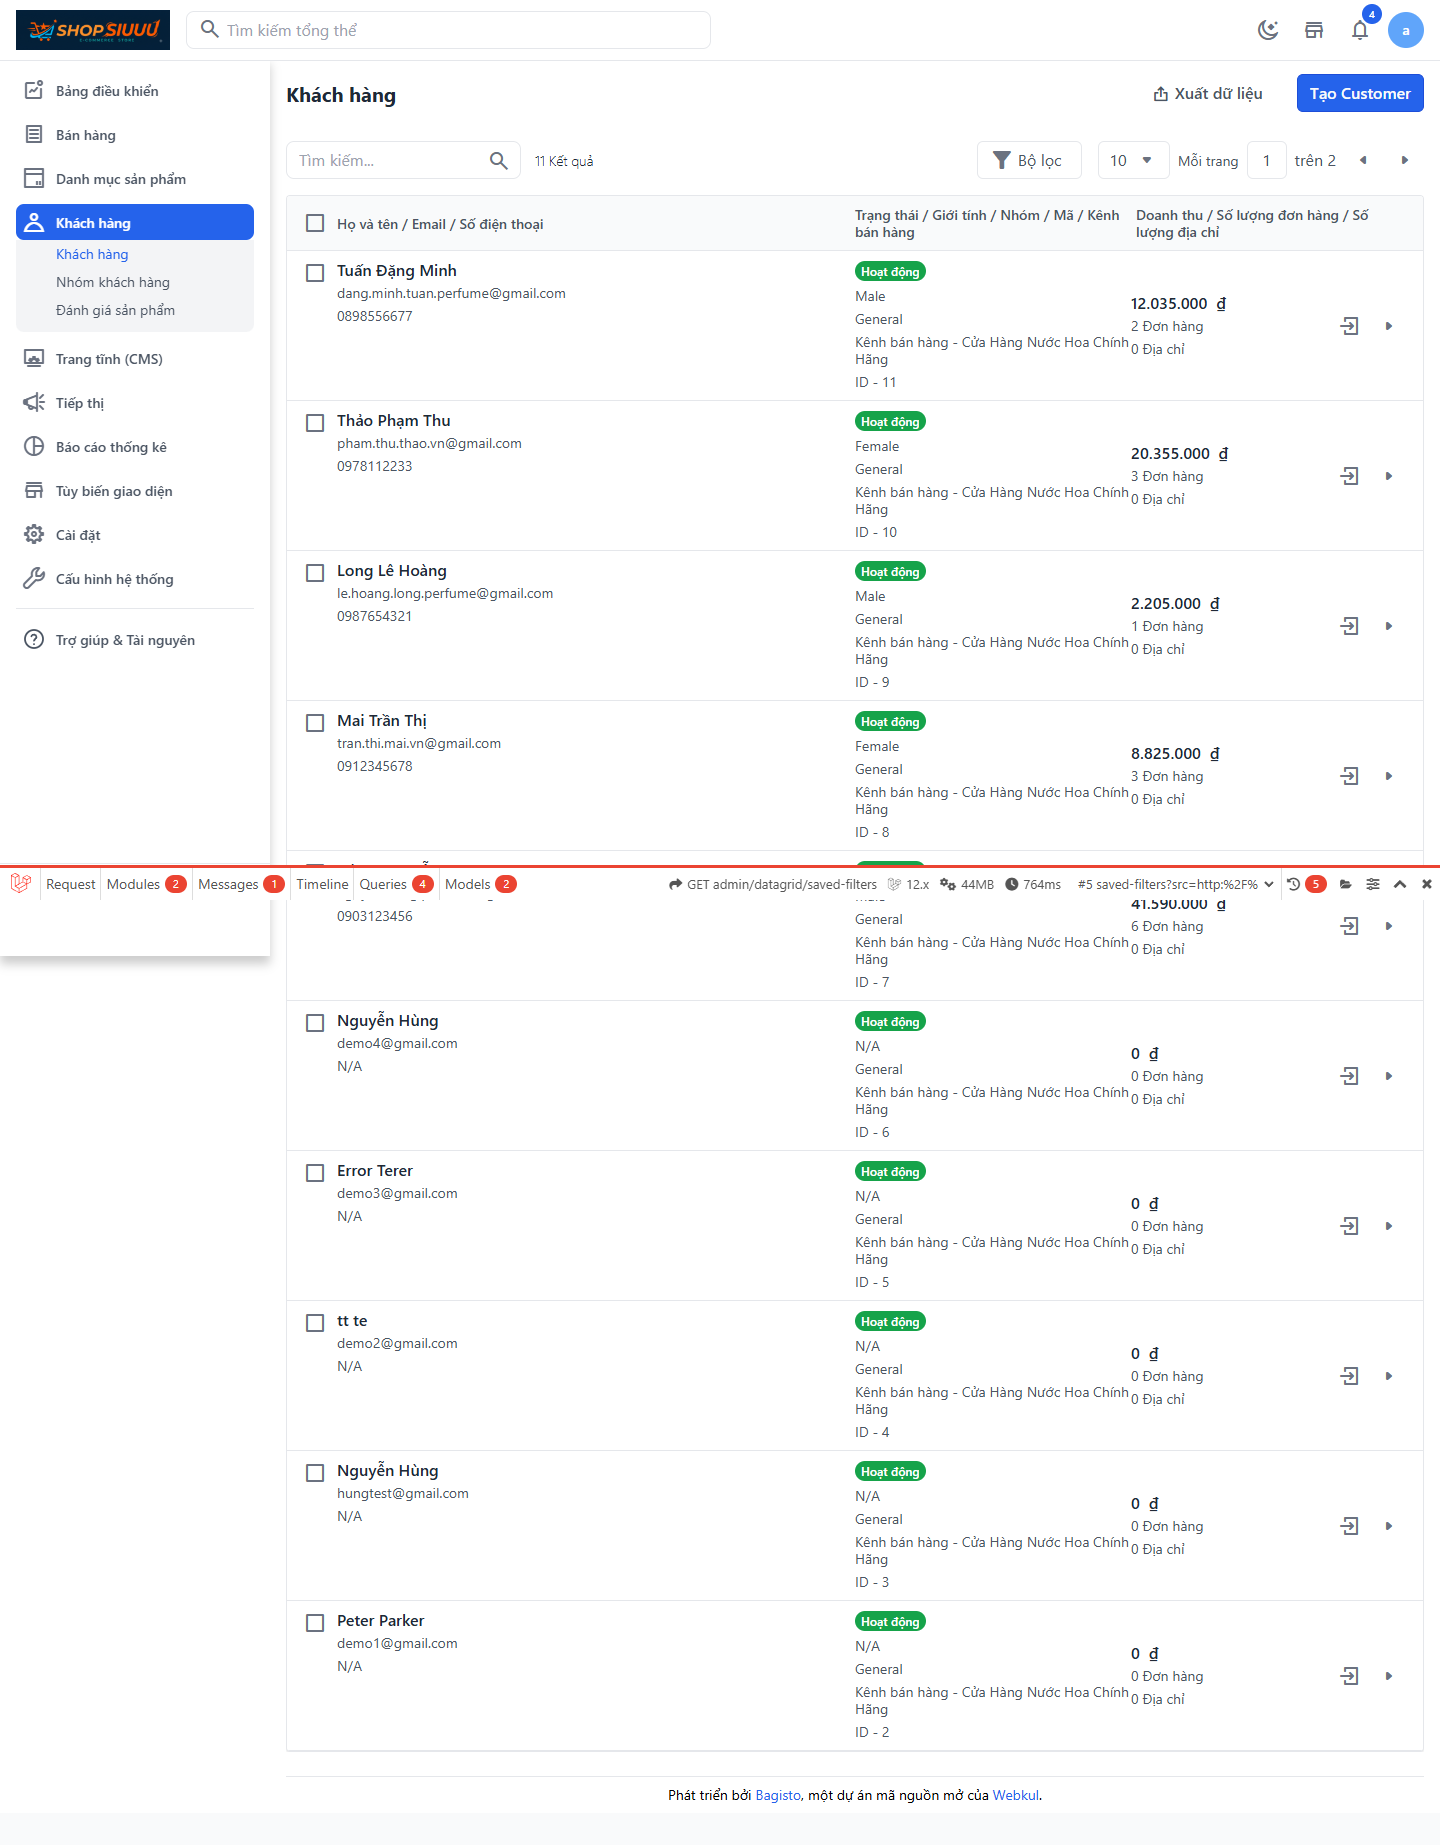 SHOP SIUUU
E-COMMERCE STORE
Tìm kiếm tổng thể
4
a
Bảng điều khiển
Bán hàng
Danh mục sản phẩm
Khách hàng
Khách hàng
Nhóm khách hàng
Đánh giá sản phẩm
Trang tĩnh (CMS)
Tiếp thị
Báo cáo thống kê
Tùy biến giao diện
Cài đặt
Cấu hình hệ thống
Trợ giúp & Tài nguyên
Khách hàng
Xuất dữ liệu
Tạo Customer
Tìm kiếm...
11 Kết quả
Bộ lọc
10
Mỗi trang
1
trên 2
Họ và tên / Email / Số điện thoại
Trạng thái / Giới tính / Nhóm / Mã / Kênh
bán hàng
Doanh thu / Số lượng đơn hàng / Số
lượng địa chỉ
Tuấn Đặng Minh
dang.minh.tuan.perfume@gmail.com
0898556677
Hoạt động
Male
General
Kênh bán hàng - Cửa Hàng Nước Hoa Chính
Hãng
ID - 11
12.035.000 ₫
2 Đơn hàng
0 Địa chỉ
Thảo Phạm Thu
pham.thu.thao.vn@gmail.com
0978112233
Hoạt động
Female
General
Kênh bán hàng - Cửa Hàng Nước Hoa Chính
Hãng
ID - 10
20.355.000 ₫
3 Đơn hàng
0 Địa chỉ
Long Lê Hoàng
le.hoang.long.perfume@gmail.com
0987654321
Hoạt động
Male
General
Kênh bán hàng - Cửa Hàng Nước Hoa Chính
Hãng
ID - 9
2.205.000 ₫
1 Đơn hàng
0 Địa chỉ
Mai Trần Thị
tran.thi.mai.vn@gmail.com
0912345678
Hoạt động
Female
General
Kênh bán hàng - Cửa Hàng Nước Hoa Chính
Hãng
ID - 8
8.825.000 ₫
3 Đơn hàng
0 Địa chỉ
Request
Modules 2
Messages 1
Timeline
Queries 4
Models 2
GET admin/datagrid/saved-filters
12.x
44MB
764ms
#5 saved-filters?src=http:%2F%
5
0903123456
General
Kênh bán hàng - Cửa Hàng Nước Hoa Chính
Hãng
ID - 7
41.590.000 ₫
6 Đơn hàng
0 Địa chỉ
Nguyễn Hùng
demo4@gmail.com
N/A
Hoạt động
N/A
General
Kênh bán hàng - Cửa Hàng Nước Hoa Chính
Hãng
ID - 6
0 ₫
0 Đơn hàng
0 Địa chỉ
Error Terer
demo3@gmail.com
N/A
Hoạt động
N/A
General
Kênh bán hàng - Cửa Hàng Nước Hoa Chính
Hãng
ID - 5
0 ₫
0 Đơn hàng
0 Địa chỉ
tt te
demo2@gmail.com
N/A
Hoạt động
N/A
General
Kênh bán hàng - Cửa Hàng Nước Hoa Chính
Hãng
ID - 4
0 ₫
0 Đơn hàng
0 Địa chỉ
Nguyễn Hùng
hungtest@gmail.com
N/A
Hoạt động
N/A
General
Kênh bán hàng - Cửa Hàng Nước Hoa Chính
Hãng
ID - 3
0 ₫
0 Đơn hàng
0 Địa chỉ
Peter Parker
demo1@gmail.com
N/A
Hoạt động
N/A
General
Kênh bán hàng - Cửa Hàng Nước Hoa Chính
Hãng
ID - 2
0 ₫
0 Đơn hàng
0 Địa chỉ
Phát triển bởi Bagisto, một dự án mã nguồn mở của Webkul.